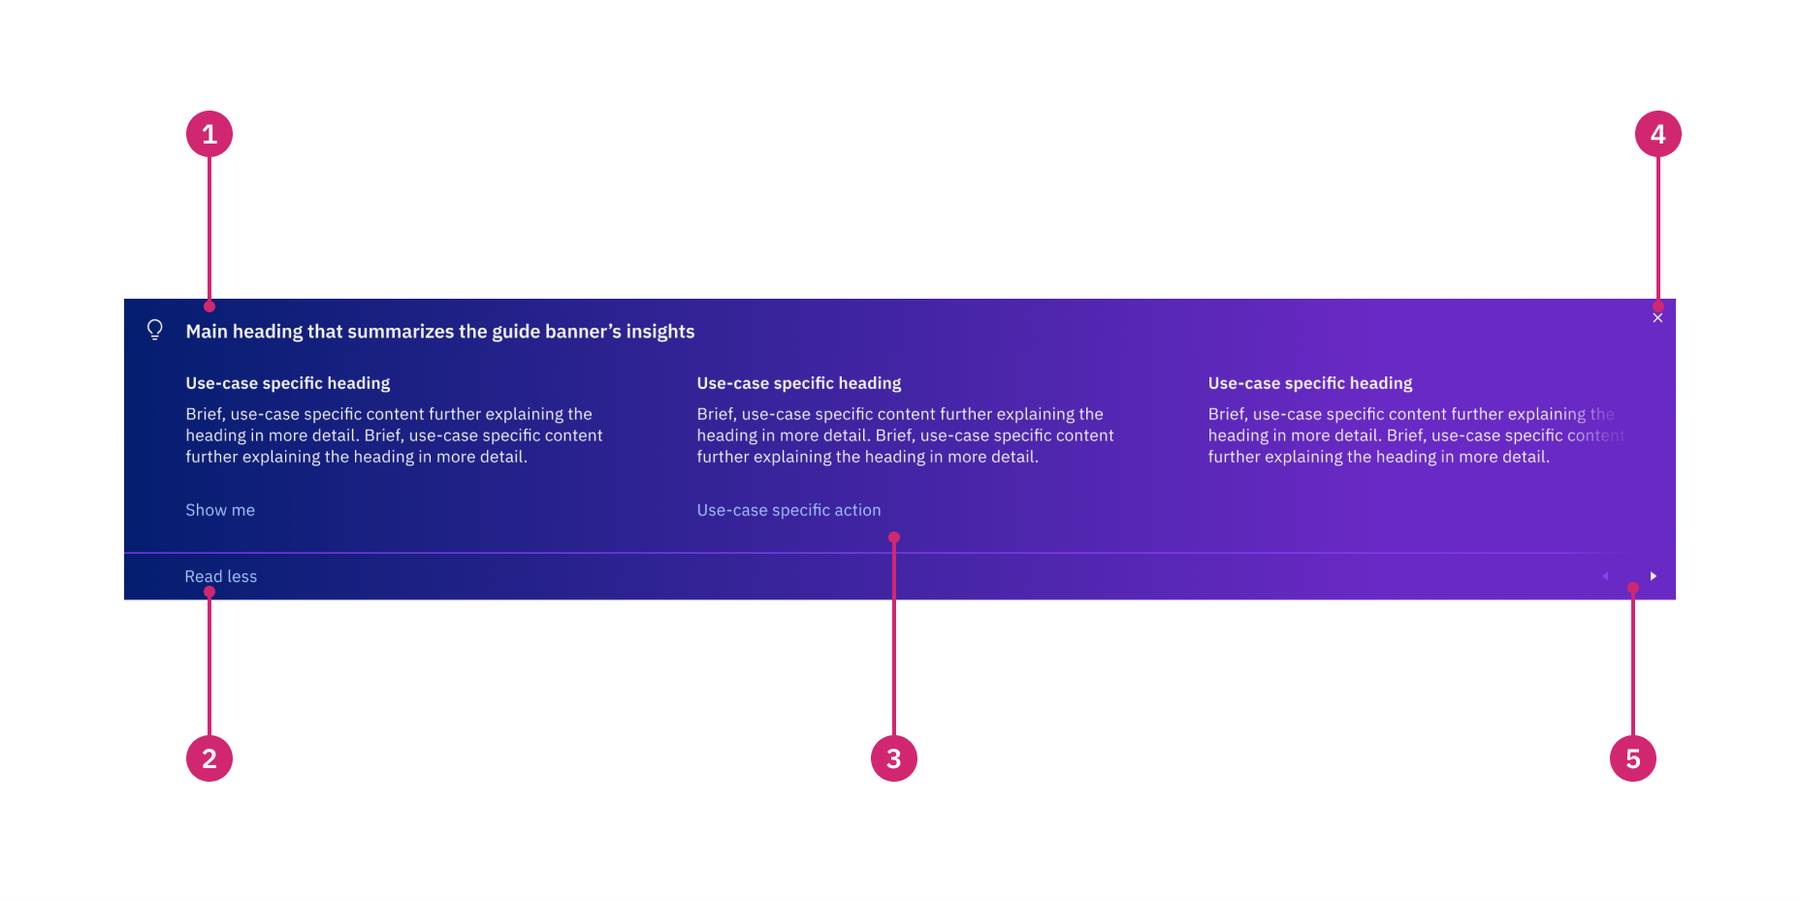 1
4
Main heading that summarizes the guide banner’s insights
Use-case specific heading
Brief, use-case specific content further explaining the
heading in more detail. Brief, use-case specific content
further explaining the heading in more detail.
Show me
Use-case specific heading
Brief, use-case specific content further explaining the
heading in more detail. Brief, use-case specific content
further explaining the heading in more detail.
Use-case specific action
Use-case specific heading
Brief, use-case specific content further explaining the
heading in more detail. Brief, use-case specific content
further explaining the heading in more detail.
Read less
2
3
5